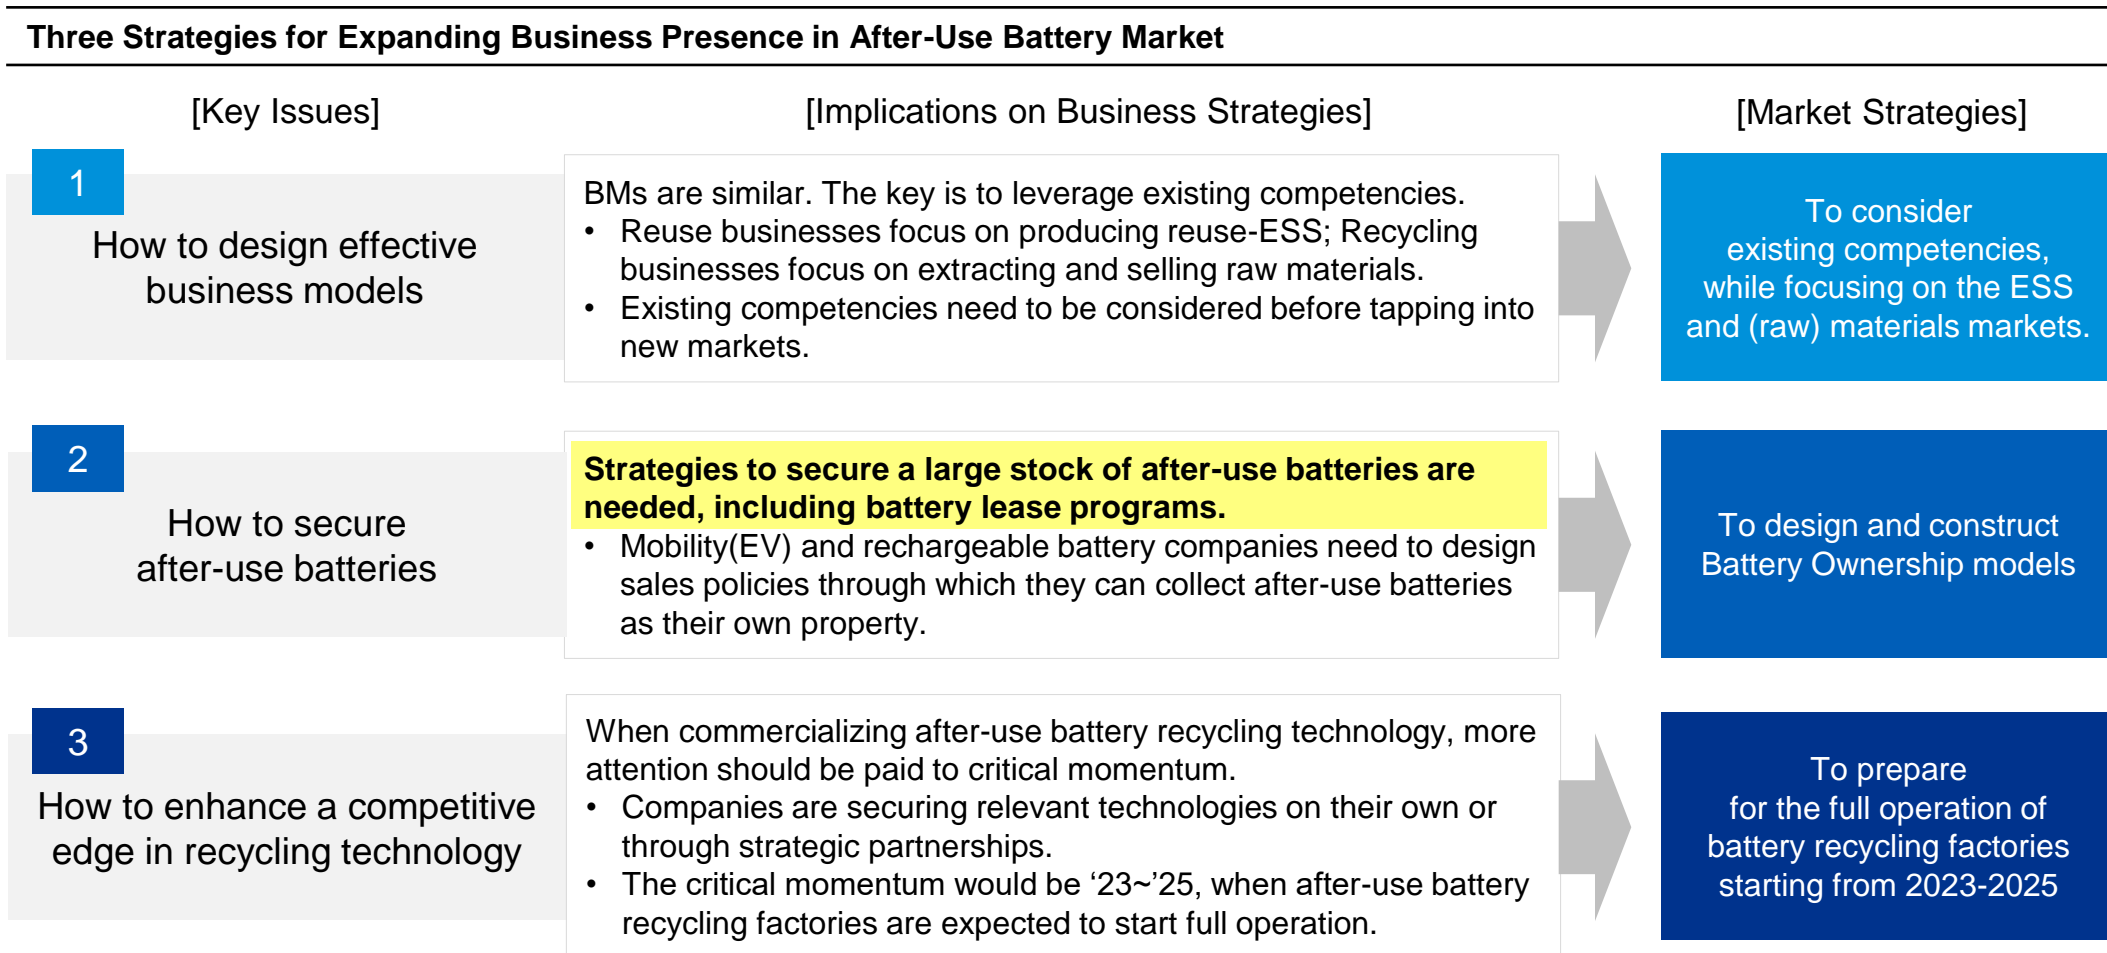 Three Strategies for Expanding Business Presence in After-Use Battery Market
[Key Issues]
[Implications on Business Strategies]
[Market Strategies]
1
How to design effective
business models
BMs are similar. The key is to leverage existing competencies.
• Reuse businesses focus on producing reuse-ESS; Recycling
businesses focus on extracting and selling raw materials.
• Existing competencies need to be considered before tapping into
new markets.
To consider
existing competencies,
while focusing on the ESS
and (raw) materials markets.
2
How to secure
after-use batteries
Strategies to secure a large stock of after-use batteries are
needed, including battery lease programs.
• Mobility(EV) and rechargeable battery companies need to design
sales policies through which they can collect after-use batteries
as their own property.
To design and construct
Battery Ownership models
3
How to enhance a competitive
edge in recycling technology
When commercializing after-use battery recycling technology, more
attention should be paid to critical momentum.
• Companies are securing relevant technologies on their own or
through strategic partnerships.
• The critical momentum would be ‘23~’25, when after-use battery
recycling factories are expected to start full operation.
To prepare
for the full operation of
battery recycling factories
starting from 2023-2025